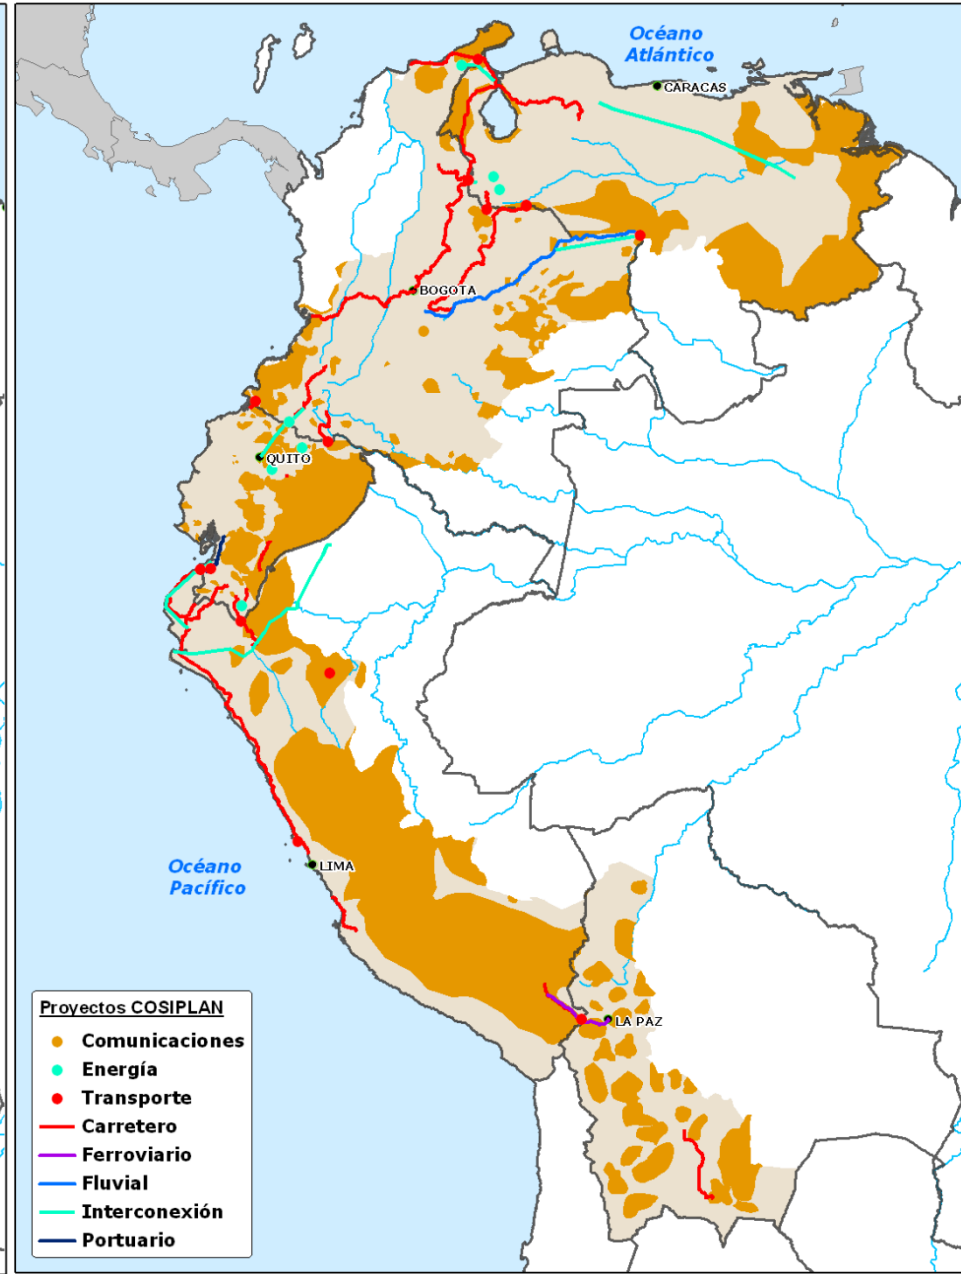 Océano
Atlántico
CARACAS
BOGOTA
QUITO
Océano
Pacífico
LIMA
LA PAZ
Proyectos COSIPLAN
Comunicaciones
Energía
Transporte
Carretero
Ferroviario
Fluvial
Interconexión
Portuario